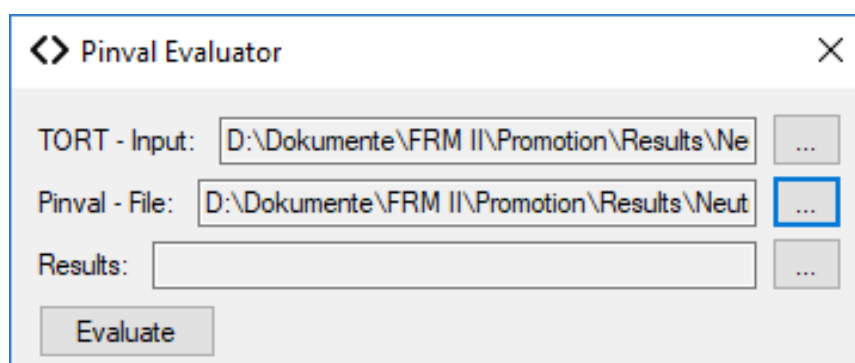 Pinval Evaluator
TORT - Input: D:\Dokumente\FRM II\Promotion\Results\Ne ...
Pinval - File: D:\Dokumente\FRM II\Promotion\Results\Neut ...
Results: ...
Evaluate